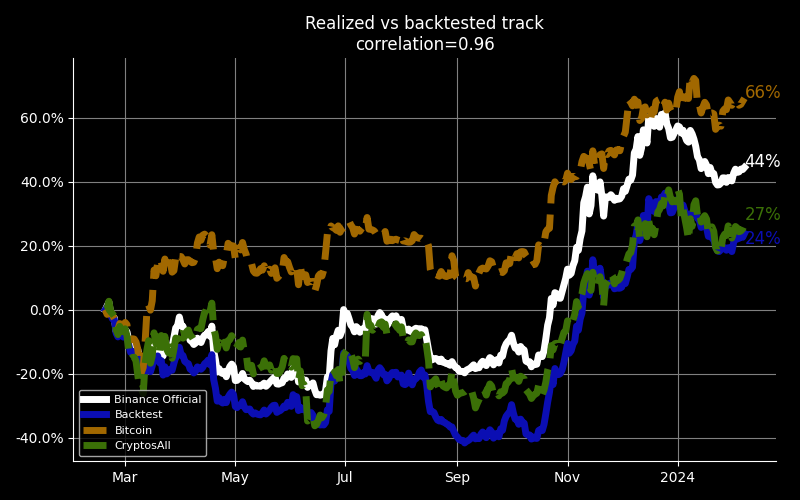 Realized vs backtested track
correlation=0.96
60.0%
40.0%
20.0%
0.0%
-20.0%
-40.0%
66%
44%
27%
24%
Binance Official
Backtest
Bitcoin
CryptosAll
Mar
May
Jul
Sep
Nov
2024